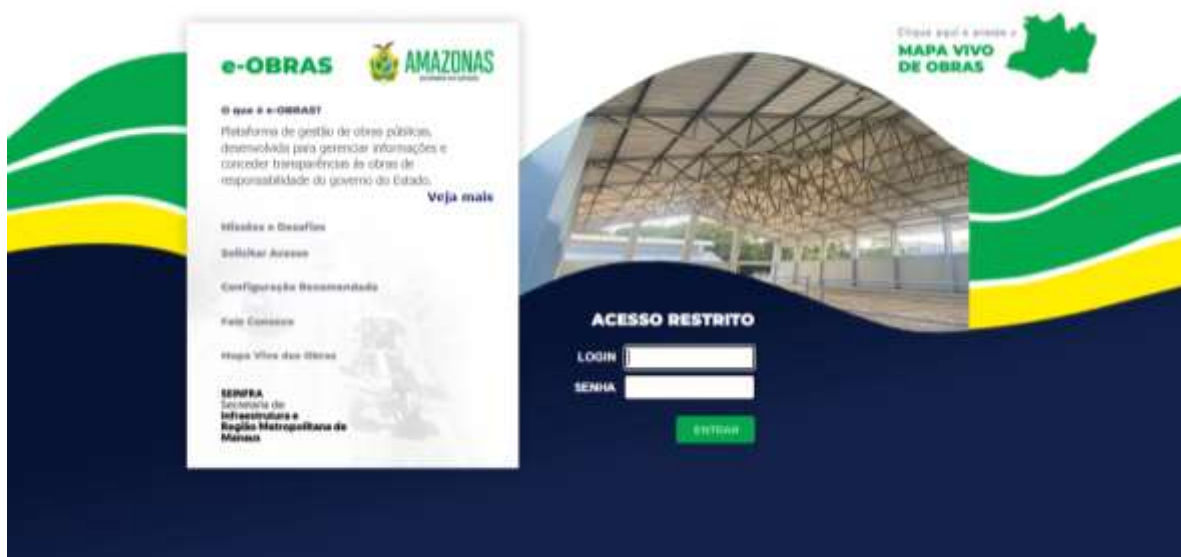 e-OBRAS
AMAZONAS
O que é e-OBRAS?
Plataforma de gestão de obras públicas,
desenvolvida para gerenciar informações e
conceder transparências às obras de
responsabilidade do governo do Estado.
Veja mais
Missões e Desafios
Solicitar Acesso
Configuração Recomendada
Fale Conosco
Mapa Vivo das Obras
SEINFRA
Secretaria de
Infraestrutura e
Região Metropolitana de
Manaus
Clique aqui e acesse o
MAPA VIVO
DE OBRAS
ACESSO RESTRITO
LOGIN
SENHA
ENTRAR